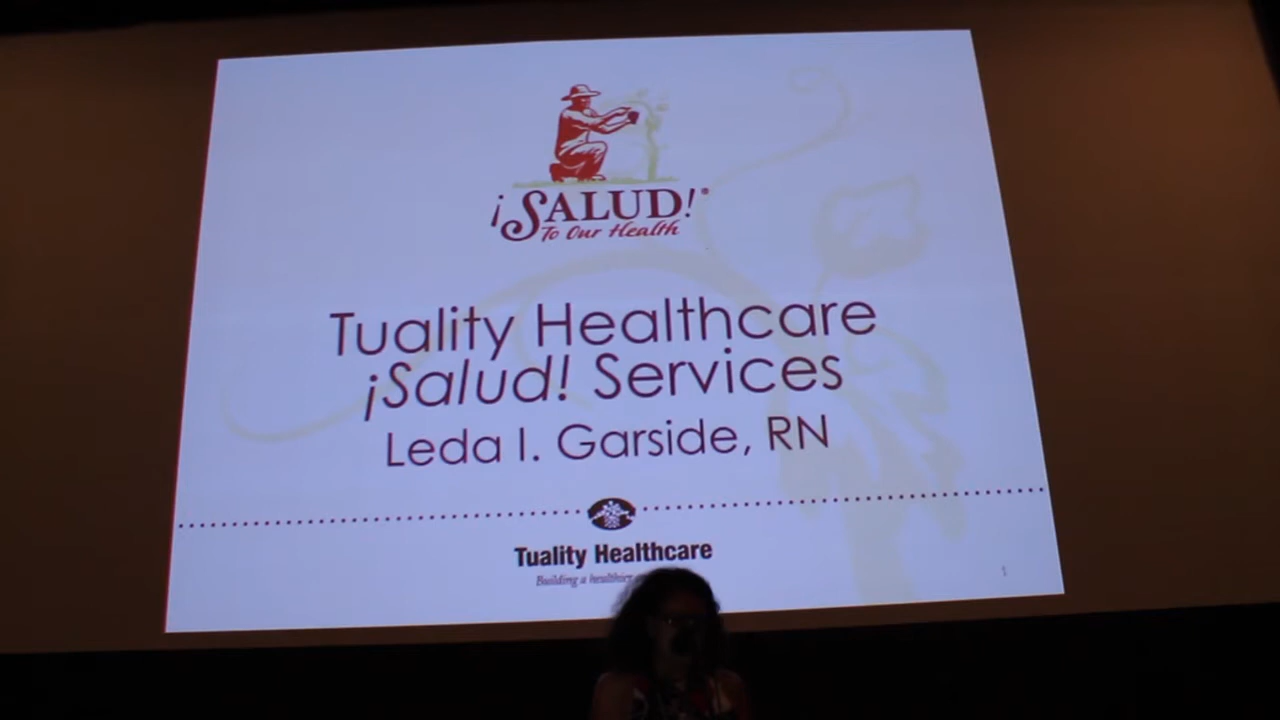 ¡SALUD!®
To Our Health
Tuality Healthcare
¡Salud! Services
Leda I. Garside, RN
Tuality Healthcare
Building a healthier
1